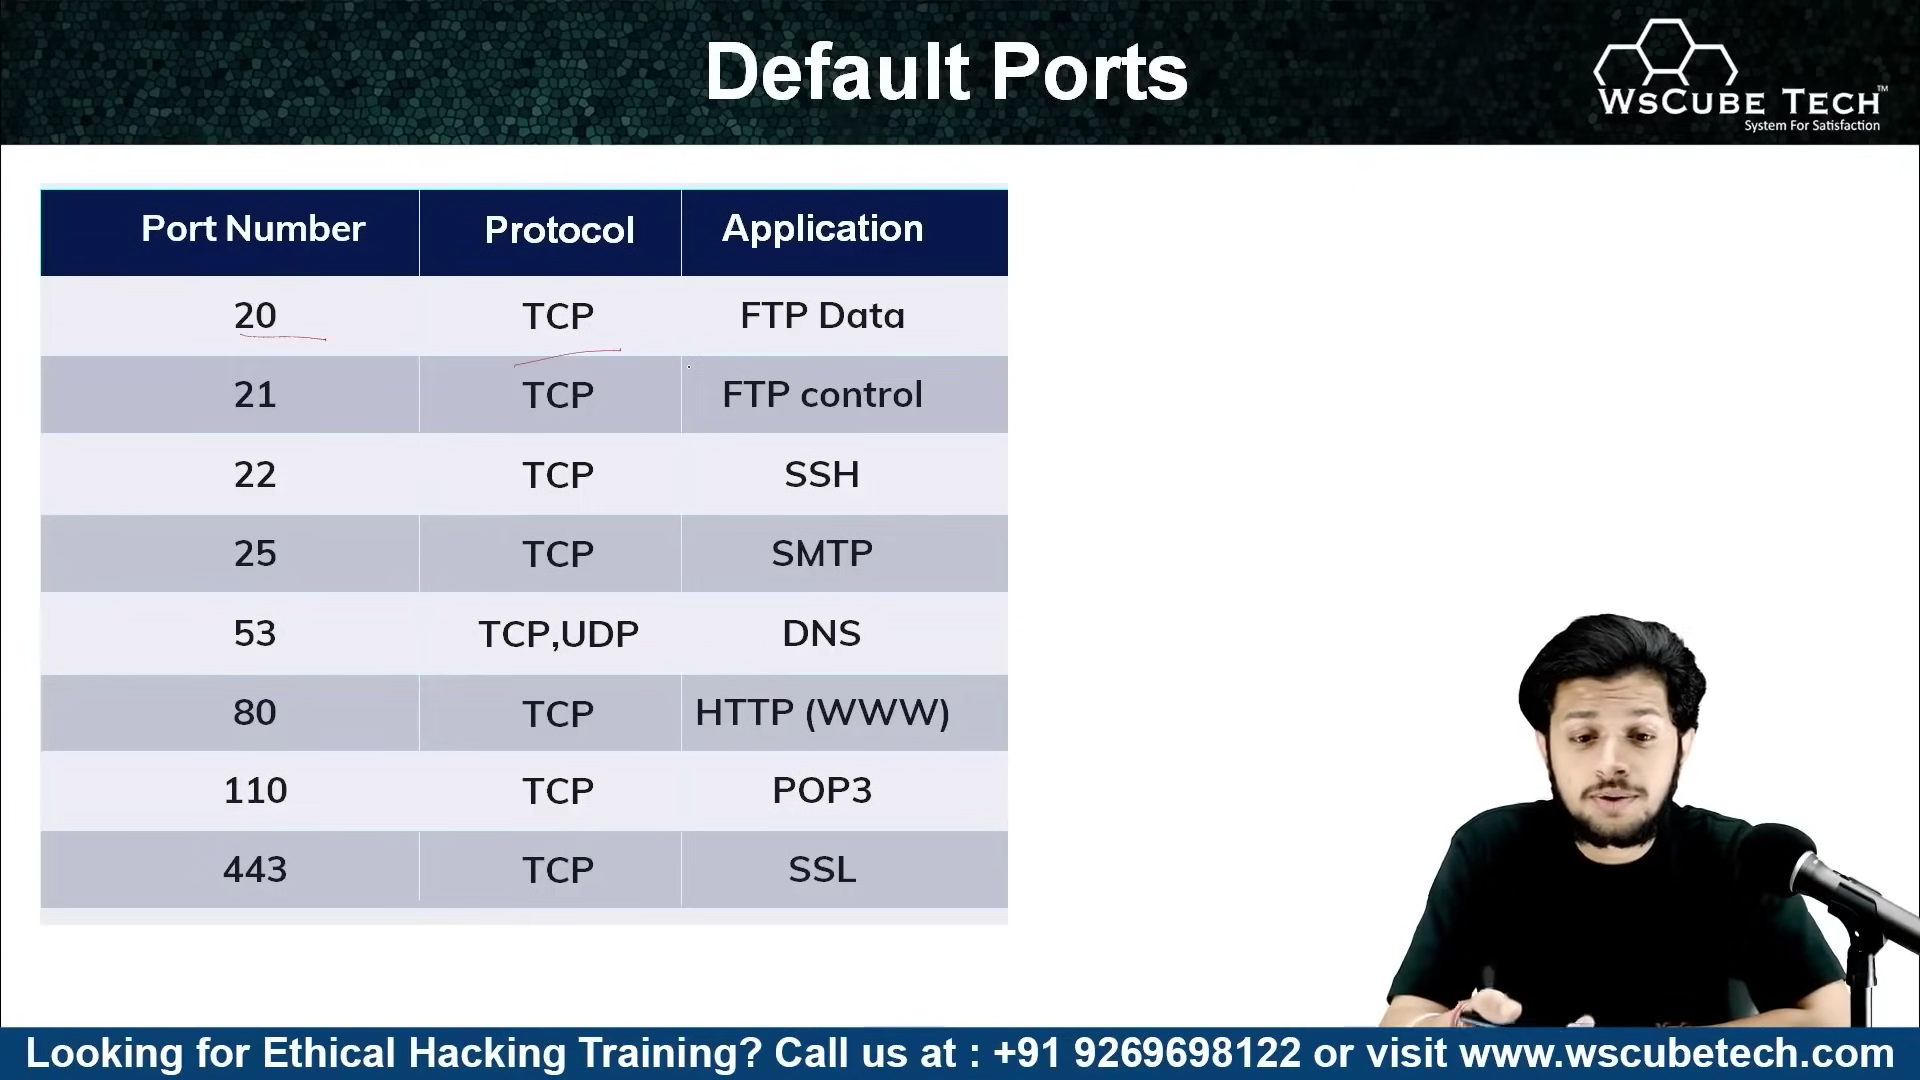 Default Ports
WSCUBE TECH™
System For Satisfaction
Port Number Protocol Application
20 TCP FTP Data
21 TCP FTP control
22 TCP SSH
25 TCP SMTP
53 TCP,UDP DNS
80 TCP HTTP (WWW)
110 TCP POP3
443 TCP SSL
Looking for Ethical Hacking Training? Call us at : +91 9269698122 or visit www.wscubetech.com